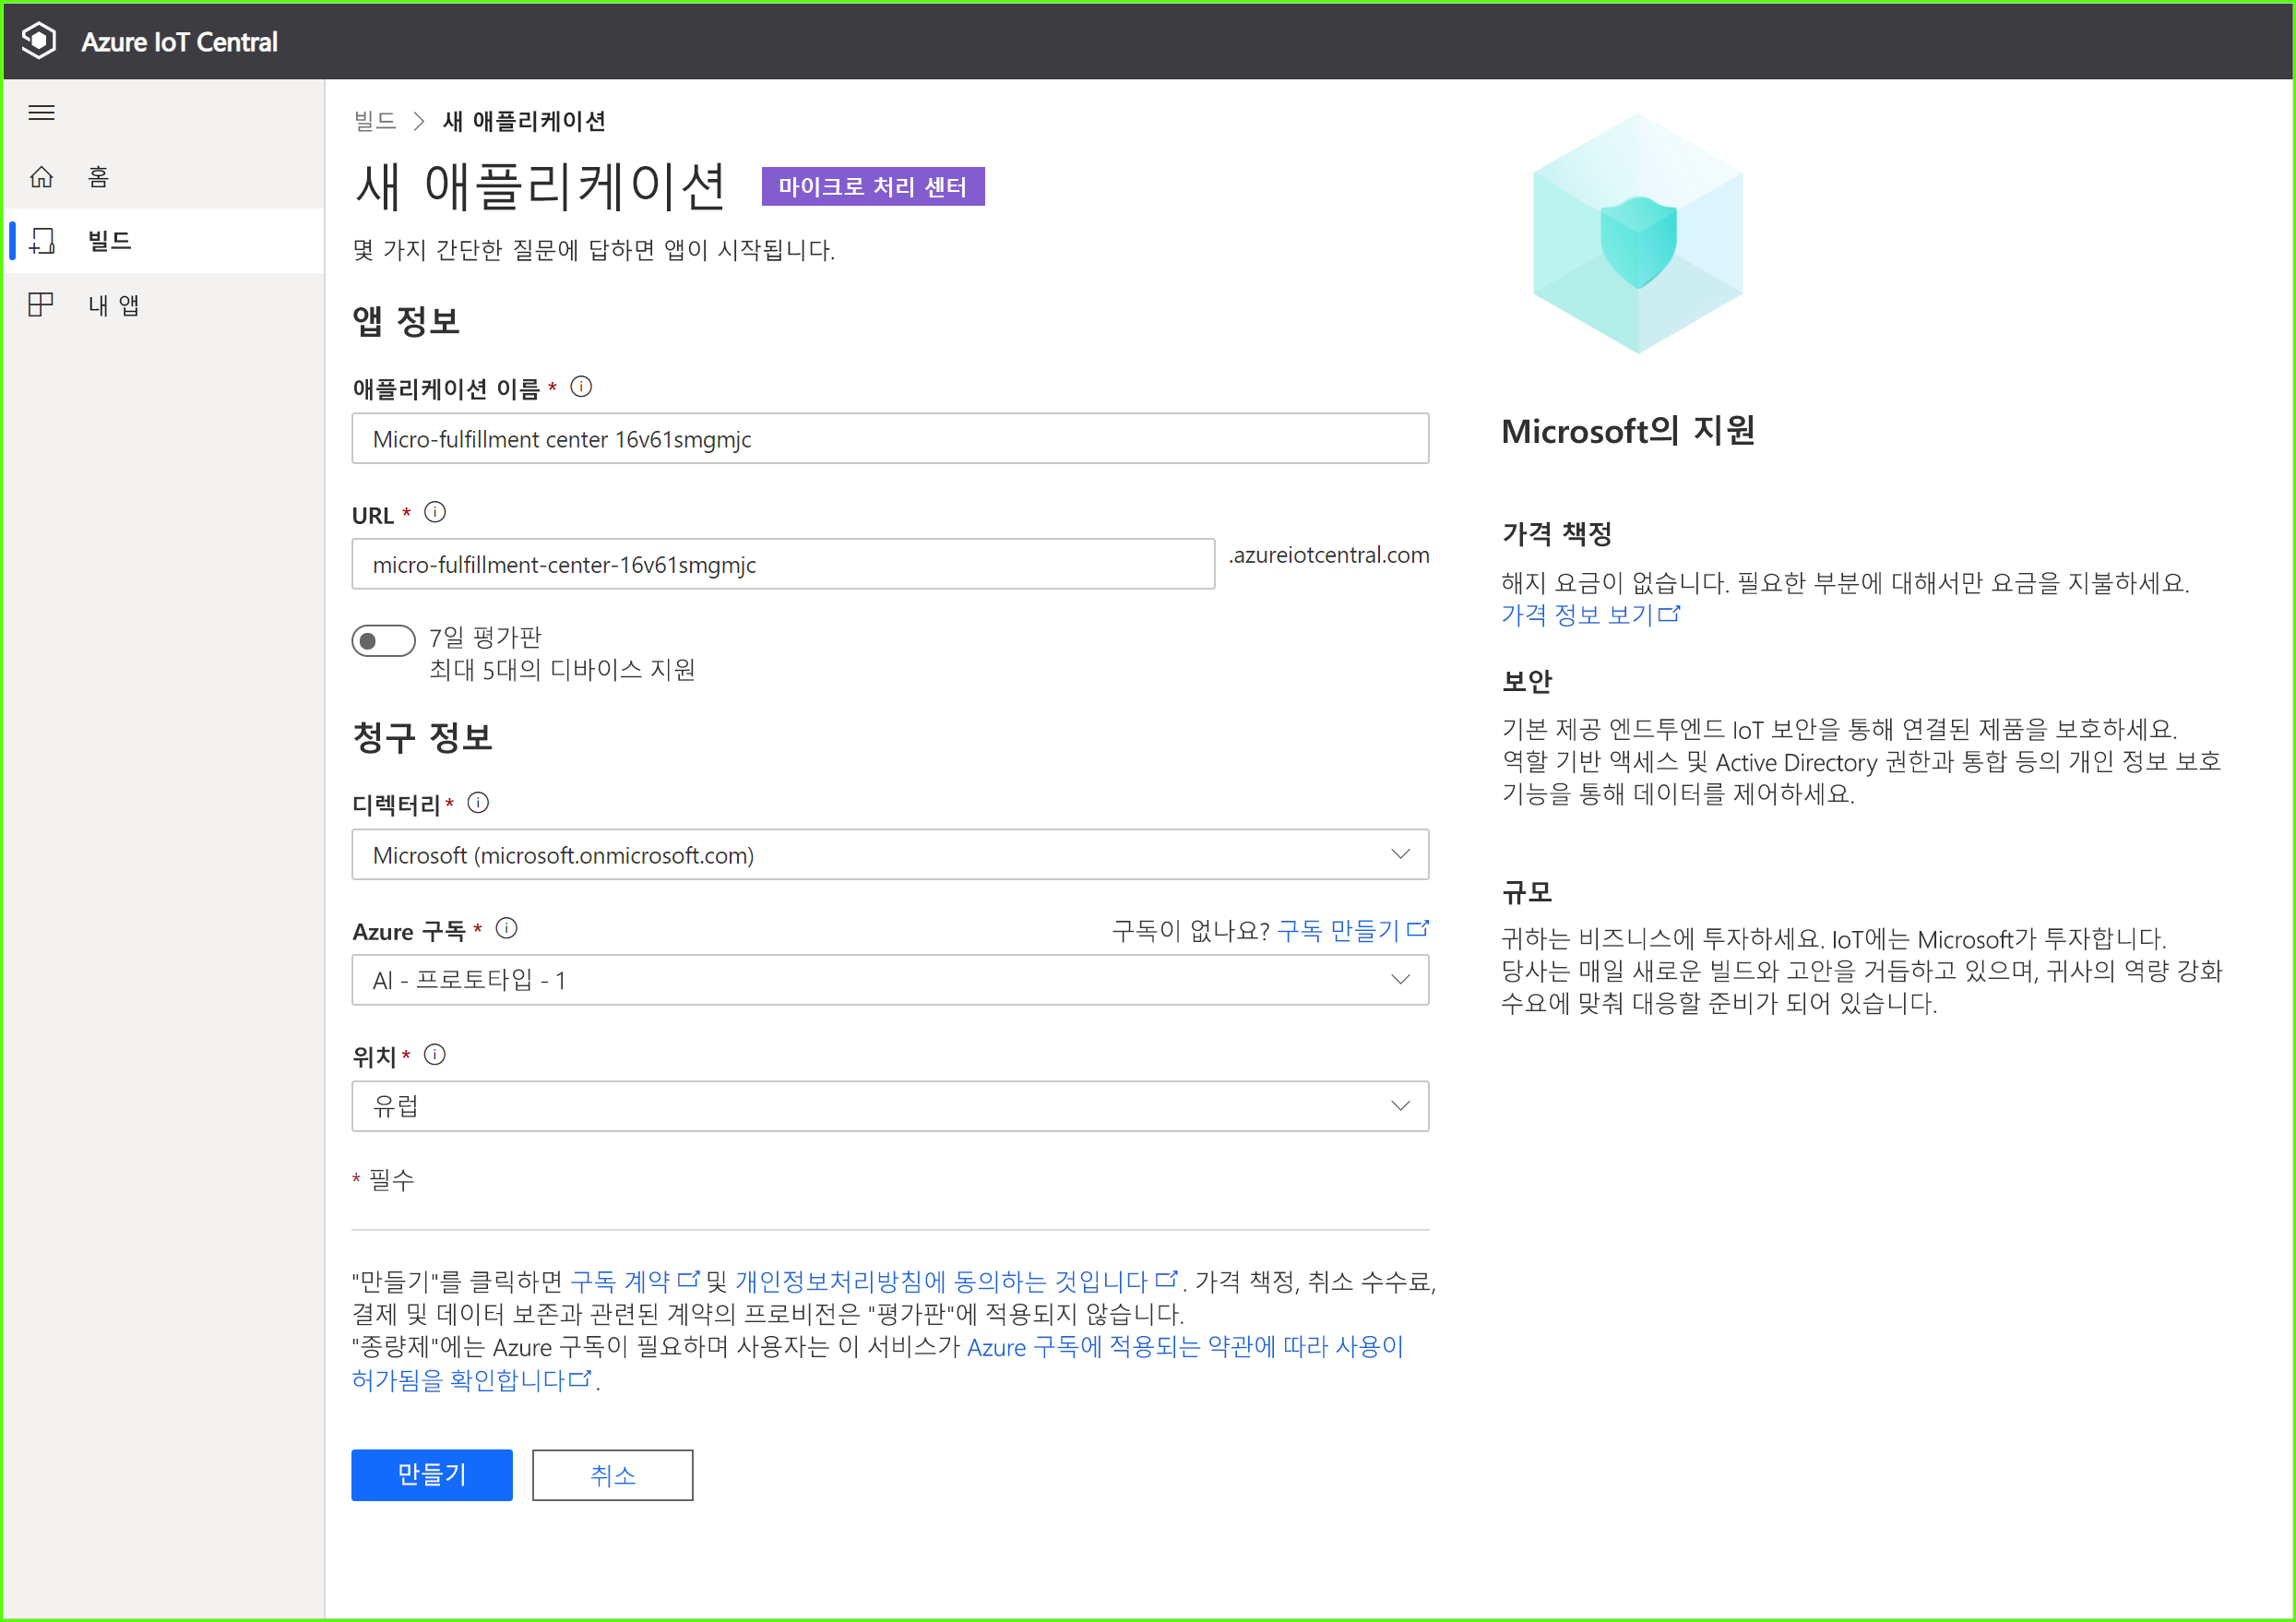 Azure IoT Central
홈
빌드
내 앱
빌드 > 새 애플리케이션
새 애플리케이션 마이크로 처리 센터
몇 가지 간단한 질문에 답하면 앱이 시작됩니다.
앱 정보
애플리케이션 이름 *
Micro-fulfillment center 16v61smgmjc
URL *
micro-fulfillment-center-16v61smgmjc .azureiotcentral.com
7일 평가판
최대 5대의 디바이스 지원
청구 정보
디렉터리 *
Microsoft (microsoft.onmicrosoft.com)
Azure 구독 * 구독이 없나요? 구독 만들기
AI - 프로토타입 - 1
위치 *
유럽
* 필수
"만들기"를 클릭하면 구독 계약 및 개인정보처리방침에 동의하는 것입니다. 가격 책정, 취소 수수료,
결제 및 데이터 보존과 관련된 계약의 프로비전은 "평가판"에 적용되지 않습니다.
"종량제"에는 Azure 구독이 필요하며 사용자는 이 서비스가 Azure 구독에 적용되는 약관에 따라 사용이
허가됨을 확인합니다.
만들기 취소
Microsoft의 지원
가격 책정
해지 요금이 없습니다. 필요한 부분에 대해서만 요금을 지불하세요.
가격 정보 보기
보안
기본 제공 엔드투엔드 IoT 보안을 통해 연결된 제품을 보호하세요.
역할 기반 액세스 및 Active Directory 권한과 통합 등의 개인 정보 보호
기능을 통해 데이터를 제어하세요.
규모
귀하는 비즈니스에 투자하세요. IoT에는 Microsoft가 투자합니다.
당사는 매일 새로운 빌드와 고안을 거듭하고 있으며, 귀사의 역량 강화
수요에 맞춰 대응할 준비가 되어 있습니다.